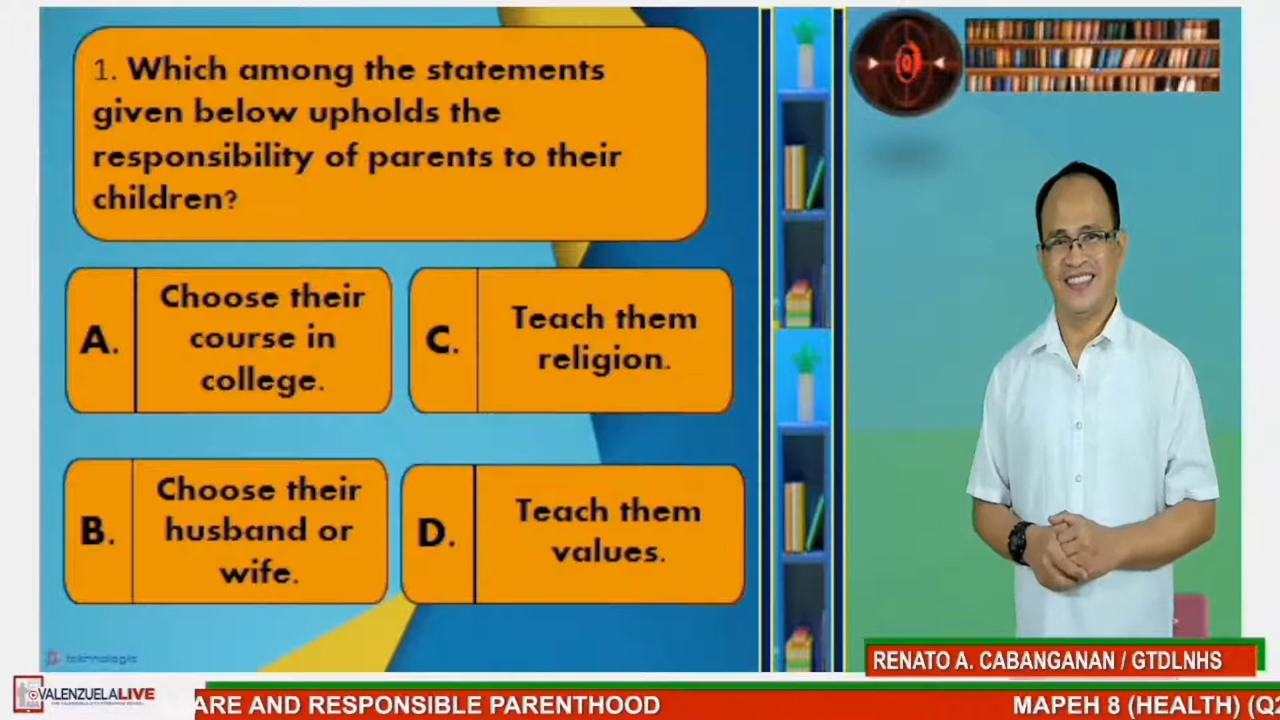 1. Which among the statements
given below upholds the
responsibility of parents to their
children?
A.
Choose their
course in
college.
C.
Teach them
religion.
B.
Choose their
husband or
wife.
D.
Teach them
values.
teknologic
RENATO A. CABANGANAN / GTDLNHS
VALENZUELALIVE
ARE AND RESPONSIBLE PARENTHOOD
MAPEH 8 (HEALTH) (Q2